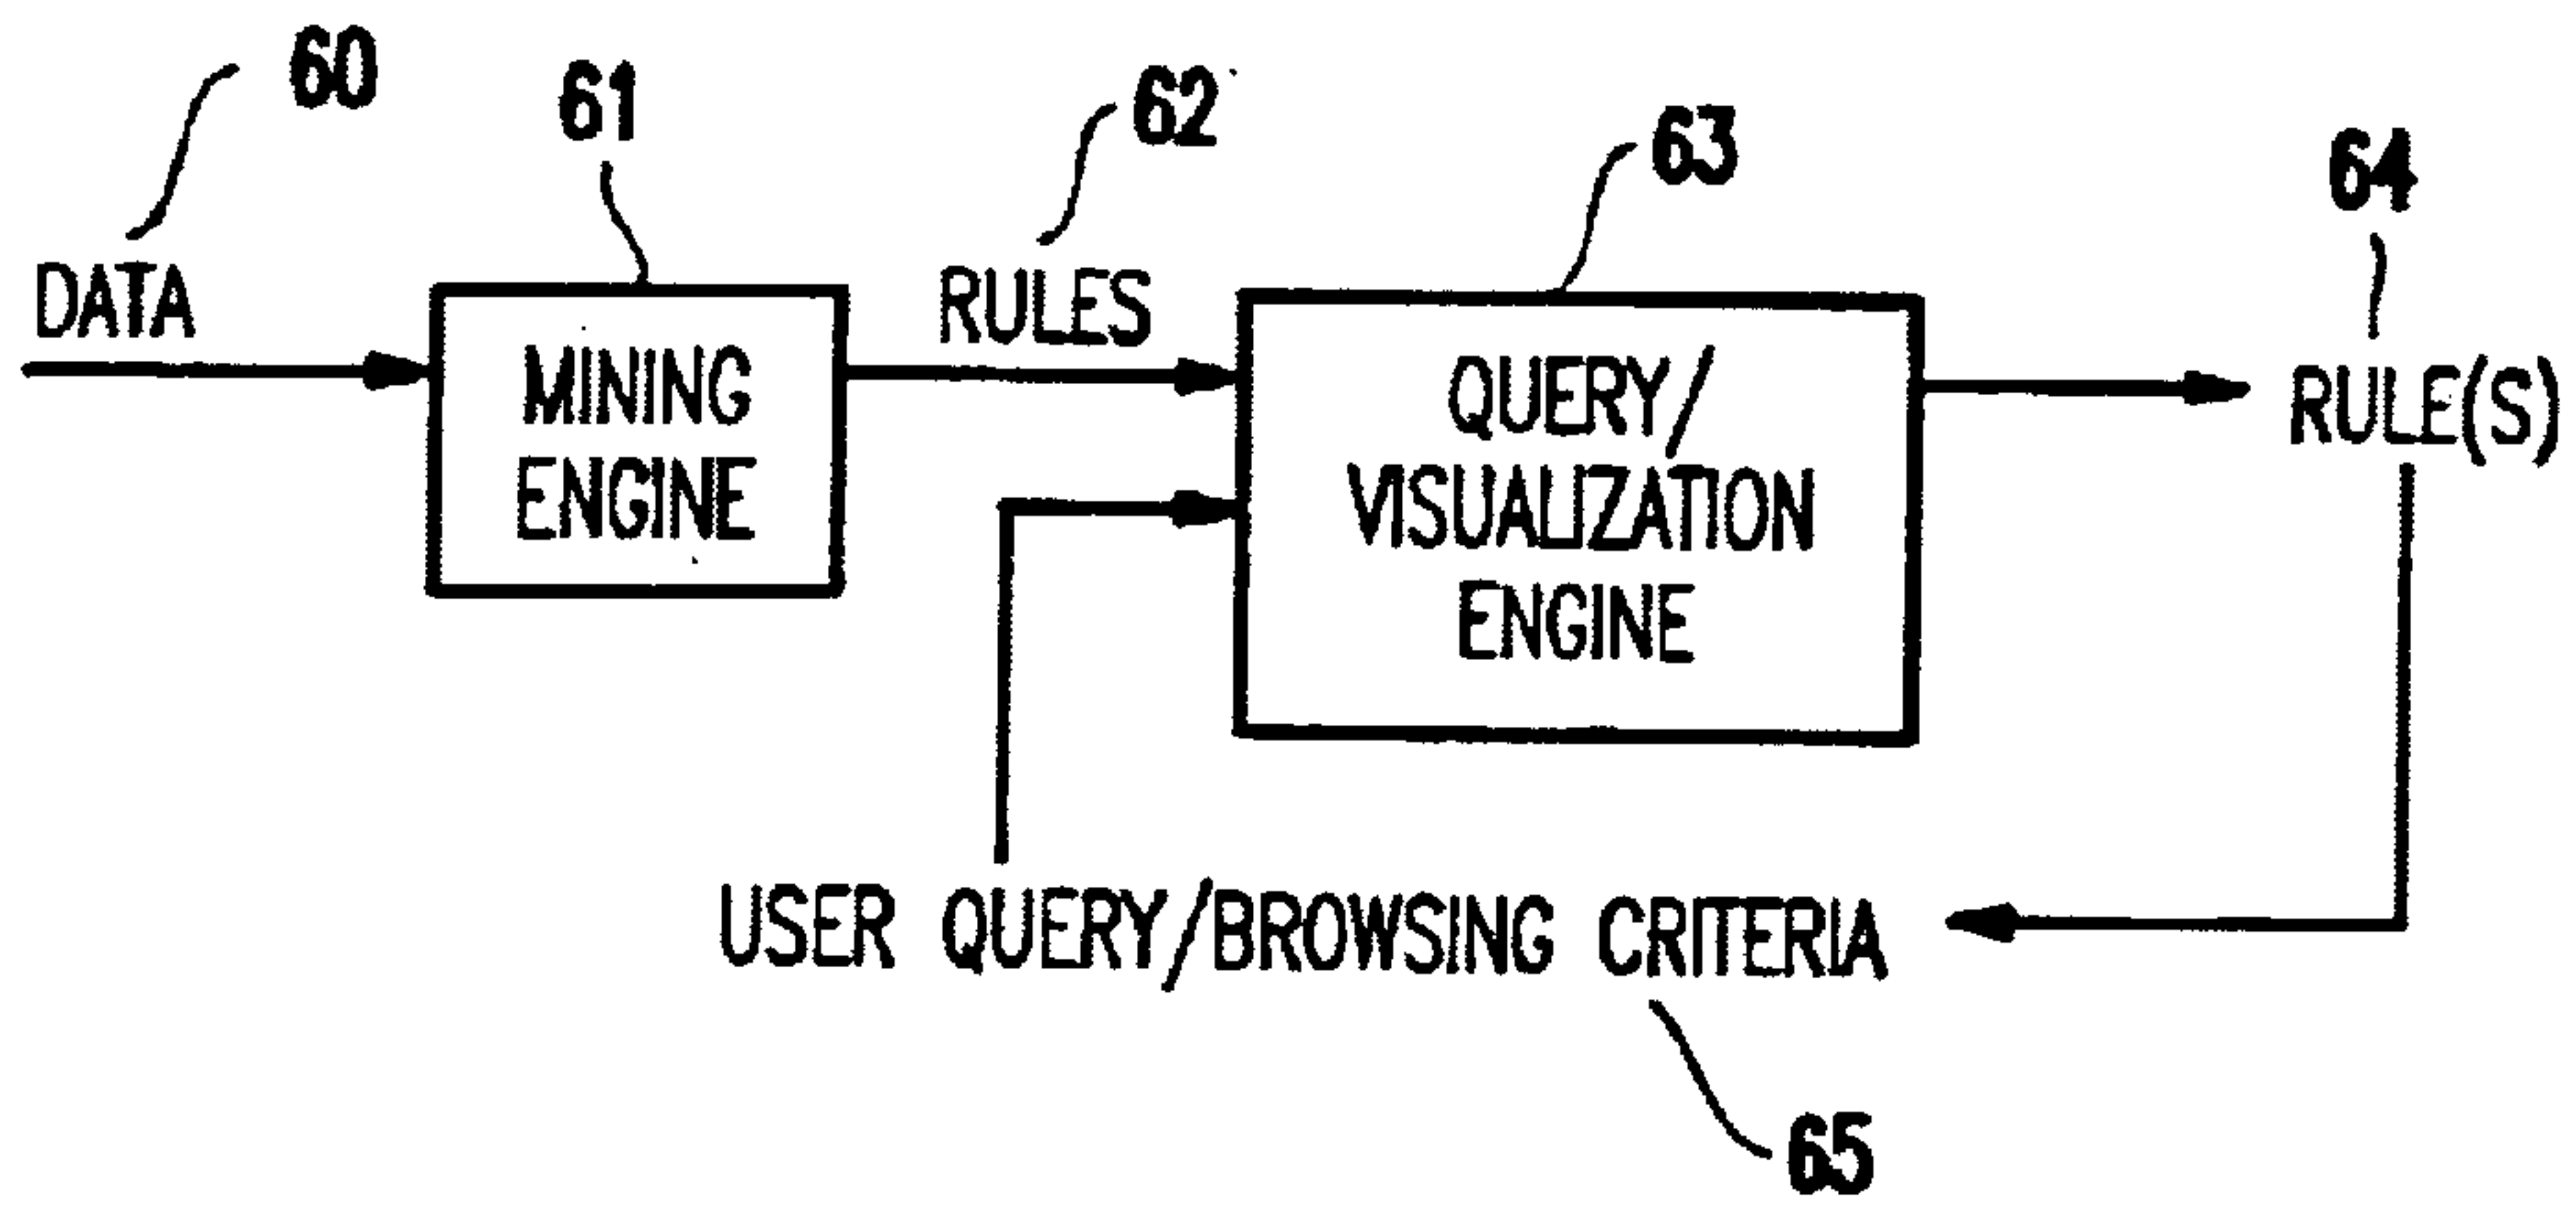 60
61
62
63
64
DATA
RULES
MINING
ENGINE
QUERY/
VISUALIZATION
ENGINE
RULE(S)
USER QUERY/BROWSING CRITERIA
65